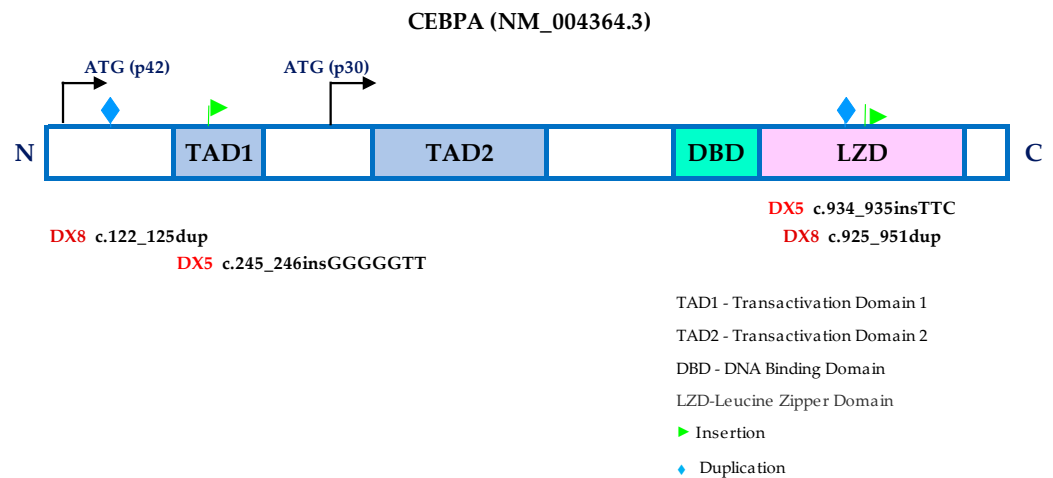 CEBPA (NM_004364.3)
ATG (p42)
ATG (p30)
N TAD1 TAD2 DBD LZD C
DX5 c.934_935insTTC
DX8 c.122_125dup
DX8 c.925_951dup
DX5 c.245_246insGGGGGTT
TAD1 - Transactivation Domain 1
TAD2 - Transactivation Domain 2
DBD - DNA Binding Domain
LZD-Leucine Zipper Domain
Insertion
Duplication